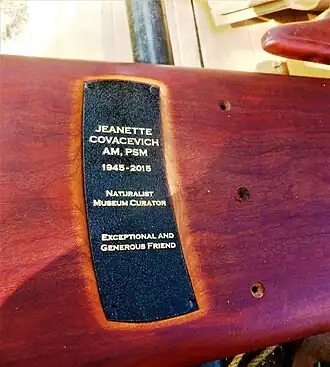 JEANETTE
COVACEVICH
AM, PSM
1945-2015
NATURALIST
MUSEUM CURATOR
EXCEPTIONAL AND
GENEROUS FRIEND